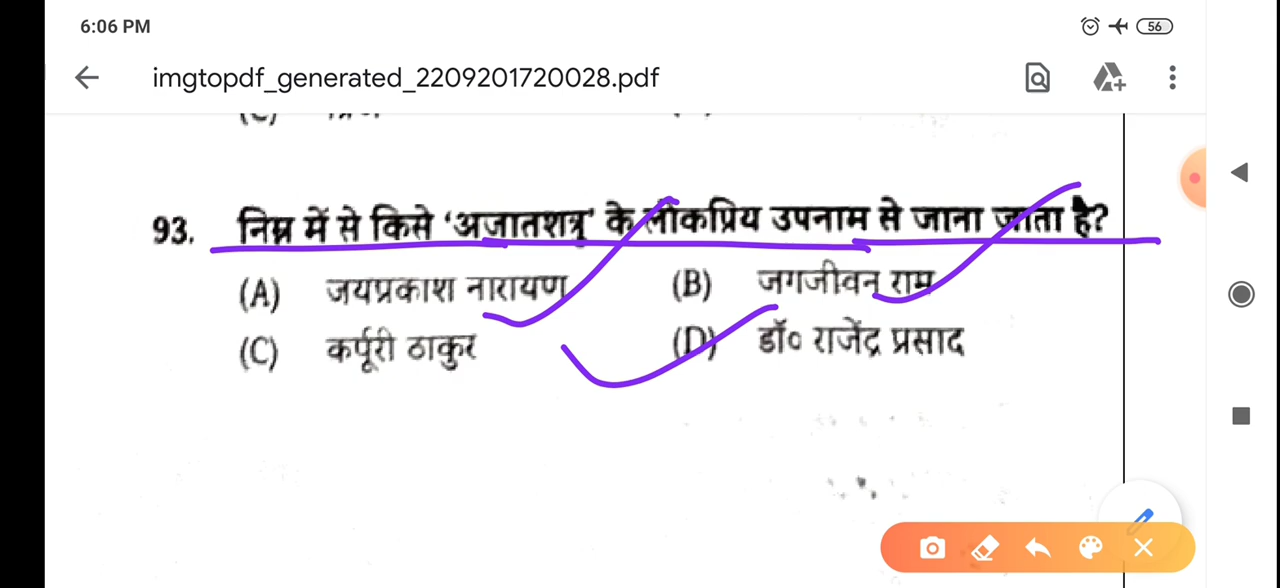 6:06 PM
56
imgtopdf_generated_2209201720028.pdf
93. निम्न में से किसे ‘अजातशत्रु’ के लोकप्रिय उपनाम से जाना जाता है?
(A) जयप्रकाश नारायण (B) जगजीवन राम
(C) कर्पूरी ठाकुर (D) डॉ० राजेंद्र प्रसाद